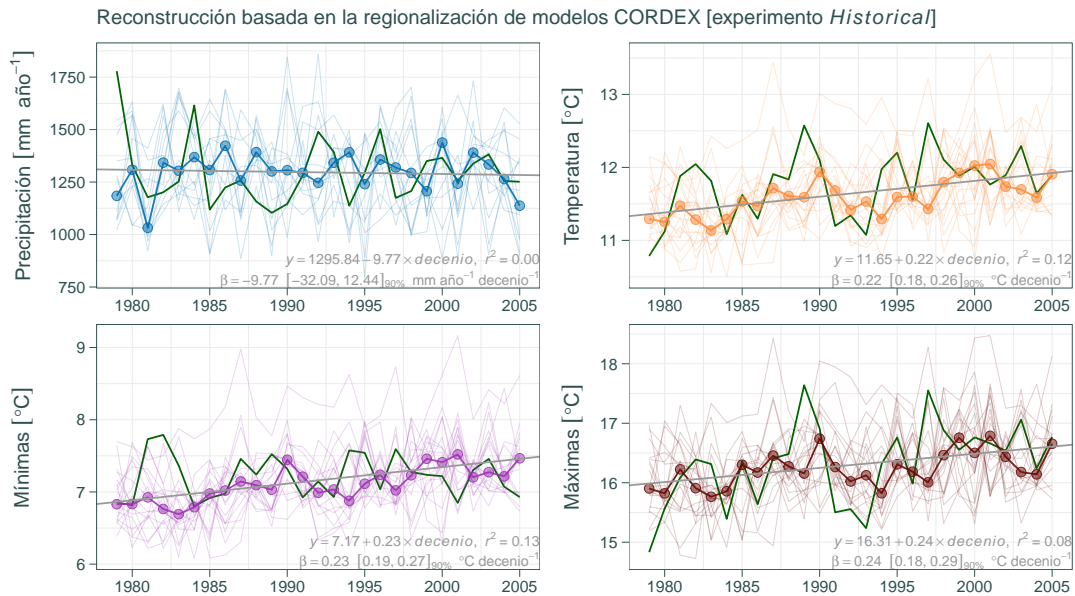 Reconstrucción basada en la regionalización de modelos CORDEX [experimento Historical]
Precipitación [mm año⁻¹]
1750
1500
1250
1000
750
y = 1295.84 − 9.77 × decenio, r² = 0.00
β = −9.77 [−32.09, 12.44]90% mm año⁻¹ decenio⁻¹
1980 1985 1990 1995 2000 2005
Temperatura [°C]
13
12
11
y = 11.65 + 0.22 × decenio, r² = 0.12
β = 0.22 [0.18, 0.26]90% °C decenio⁻¹
1980 1985 1990 1995 2000 2005
Mínimas [°C]
9
8
7
6
y = 7.17 + 0.23 × decenio, r² = 0.13
β = 0.23 [0.19, 0.27]90% °C decenio⁻¹
1980 1985 1990 1995 2000 2005
Máximas [°C]
18
17
16
15
y = 16.31 + 0.24 × decenio, r² = 0.08
β = 0.24 [0.18, 0.29]90% °C decenio⁻¹
1980 1985 1990 1995 2000 2005